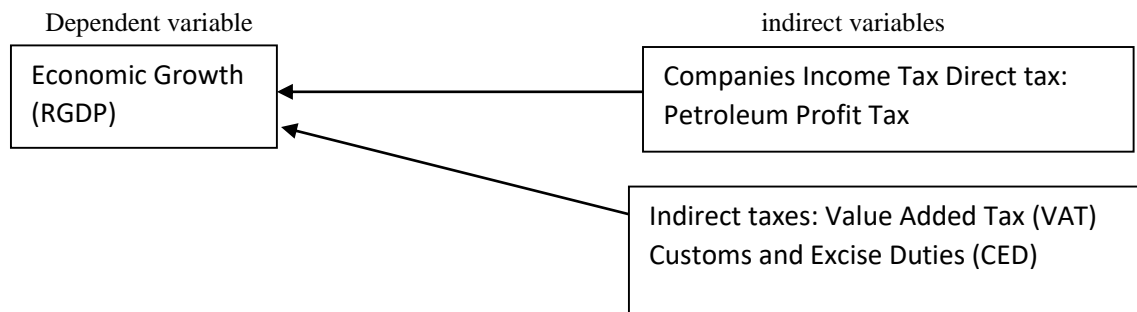 Dependent variable
indirect variables
Economic Growth
(RGDP)
Companies Income Tax Direct tax:
Petroleum Profit Tax
Indirect taxes: Value Added Tax (VAT)
Customs and Excise Duties (CED)